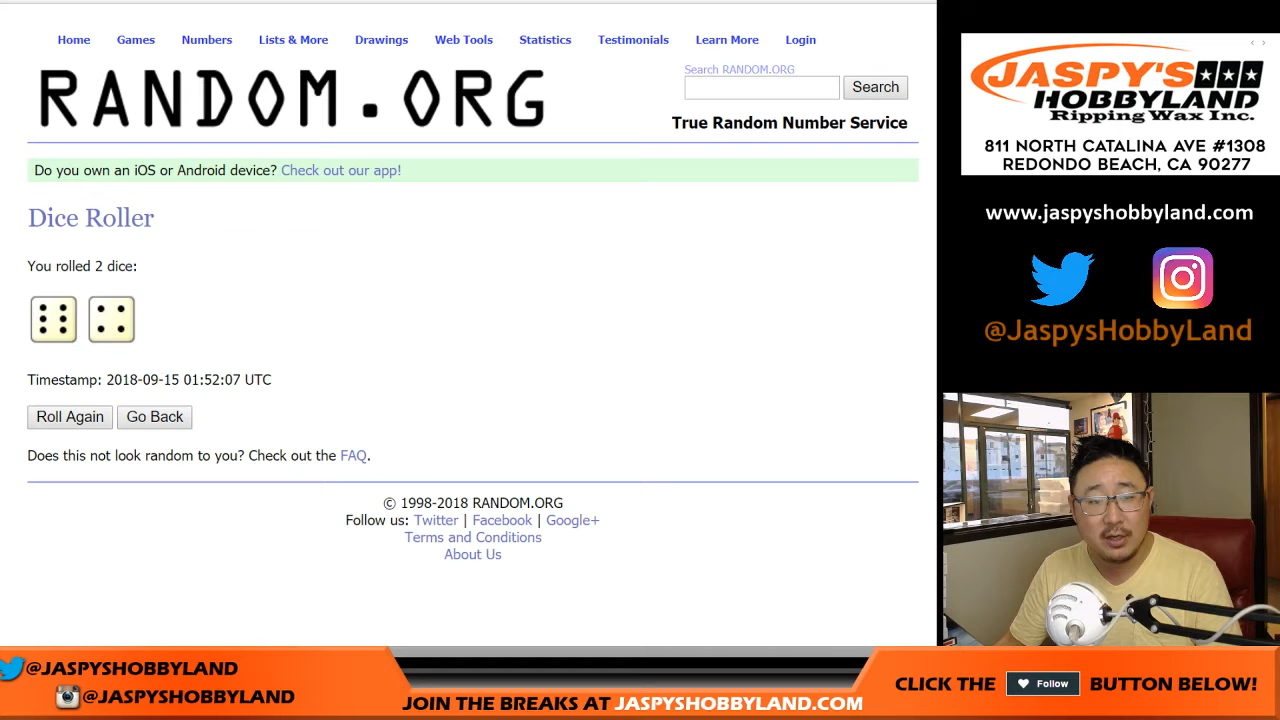 Home Games Numbers Lists & More Drawings Web Tools Statistics Testimonials Learn More Login
RANDOM.ORG
Search RANDOM.ORG
Search
True Random Number Service
Do you own an iOS or Android device? Check out our app!
Dice Roller
You rolled 2 dice:
Timestamp: 2018-09-15 01:52:07 UTC
Roll Again Go Back
Does this not look random to you? Check out the FAQ.
© 1998-2018 RANDOM.ORG
Follow us: Twitter | Facebook | Google+
Terms and Conditions
About Us
JASPY'S
HOBBYLAND
Ripping Wax Inc.
811 NORTH CATALINA AVE #1308
REDONDO BEACH, CA 90277
www.jaspyshobbyland.com
@JaspysHobbyLand
@JASPYSHOBBYLAND
@JASPYSHOBBYLAND
JOIN THE BREAKS AT JASPYSHOBBYLAND.COM
CLICK THE Follow BUTTON BELOW!